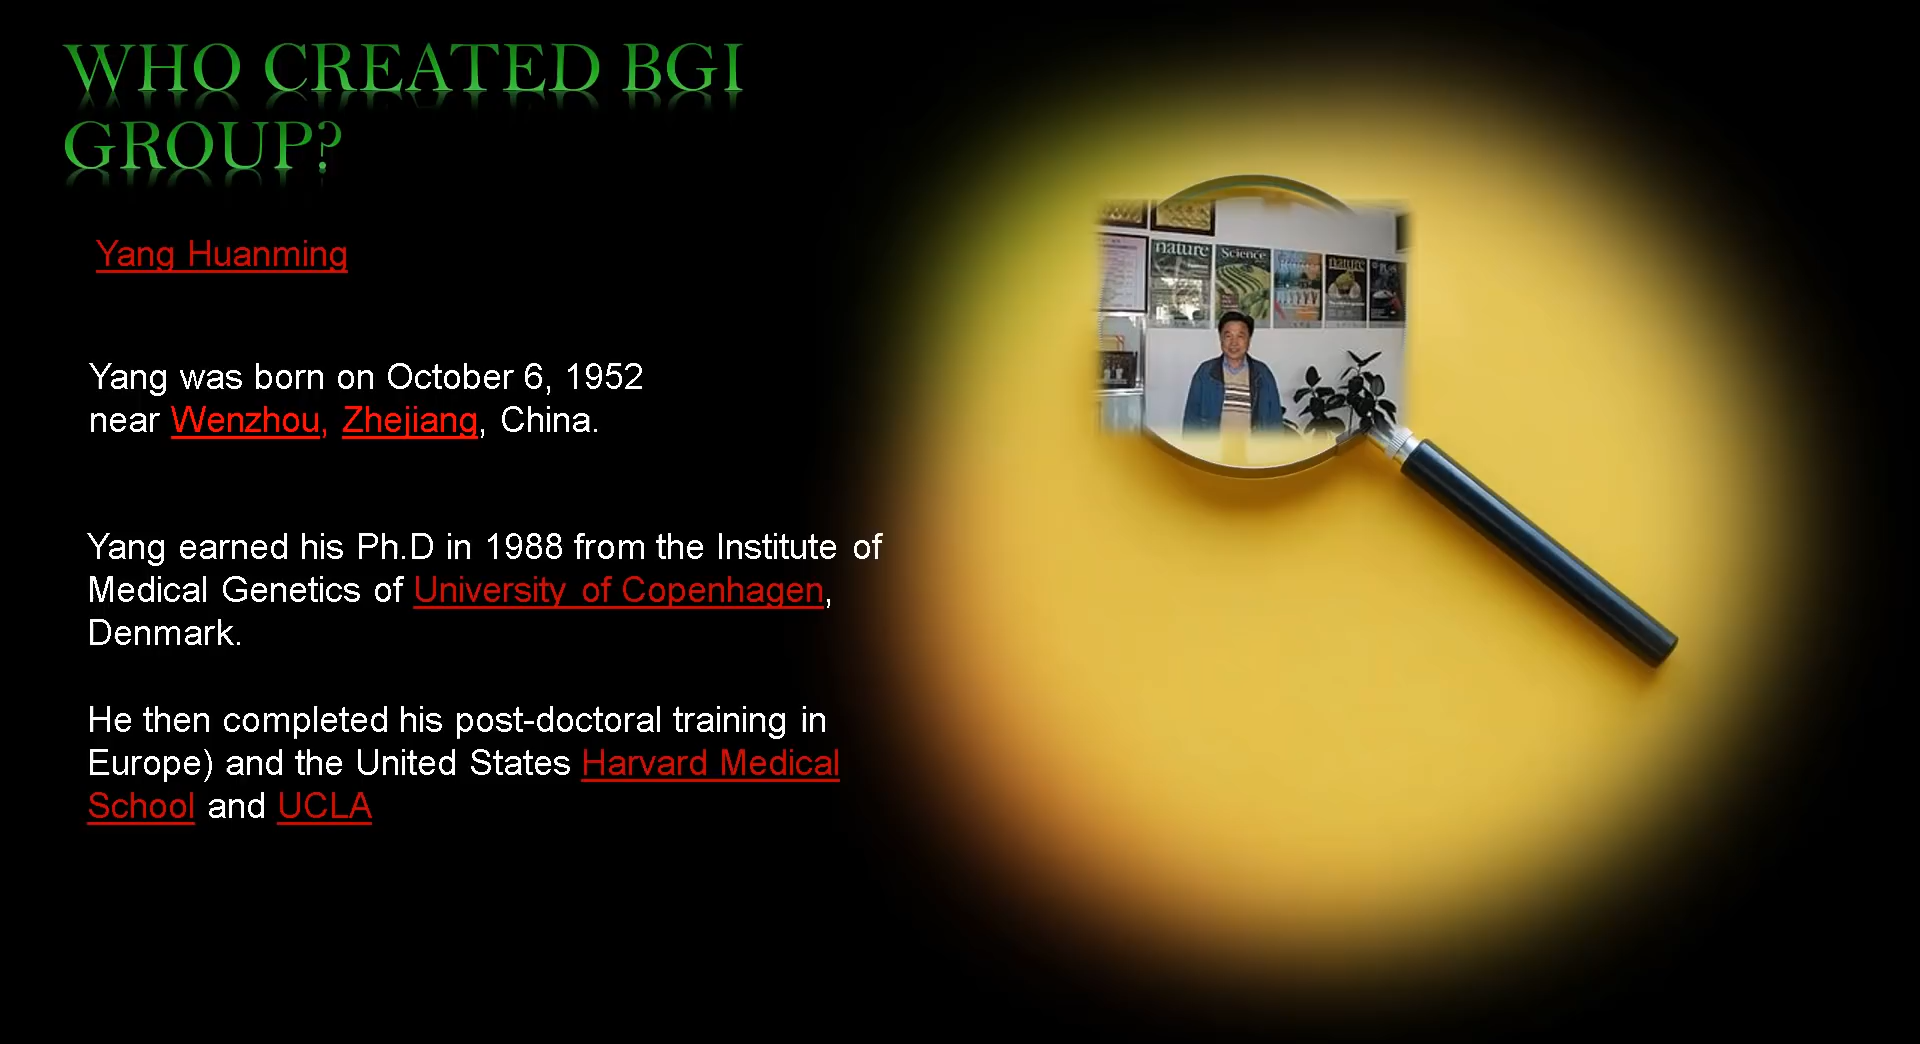 WHO CREATED BGI
GROUP?
Yang Huanming
Yang was born on October 6, 1952
near Wenzhou, Zhejiang, China.
Yang earned his Ph.D in 1988 from the Institute of
Medical Genetics of University of Copenhagen,
Denmark.
He then completed his post-doctoral training in
Europe) and the United States Harvard Medical
School and UCLA
nature
Science
nature